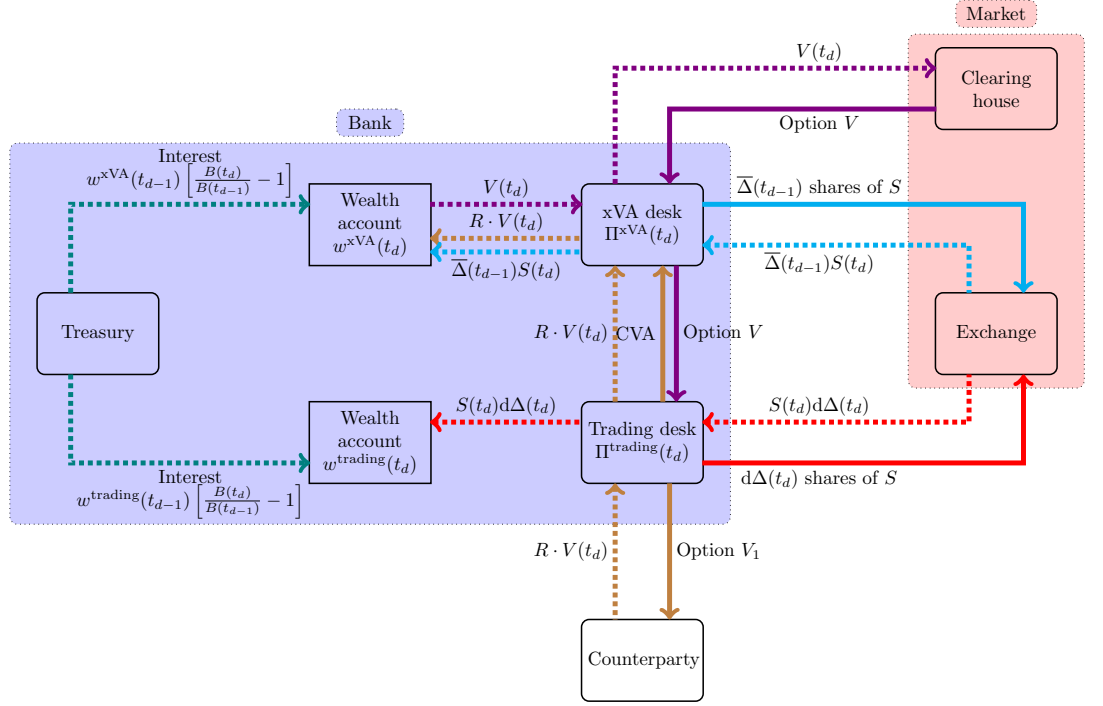 Market
V(t_d)
Clearing
house
Option V
Bank
Interest
w^{xVA}(t_{d−1}) [B(t_d)/B(t_{d−1}) − 1]
Wealth
account
w^{xVA}(t_d)
V(t_d)
R · V(t_d)
\overline{Δ}(t_{d−1})S(t_d)
xVA desk
Π^{xVA}(t_d)
\overline{Δ}(t_{d−1}) shares of S
\overline{Δ}(t_{d−1})S(t_d)
Treasury
R · V(t_d)
CVA
Option V
Exchange
Wealth
account
w^{trading}(t_d)
S(t_d)dΔ(t_d)
Trading desk
Π^{trading}(t_d)
S(t_d)dΔ(t_d)
dΔ(t_d) shares of S
Interest
w^{trading}(t_{d−1}) [B(t_d)/B(t_{d−1}) − 1]
R · V(t_d)
Option V_1
Counterparty